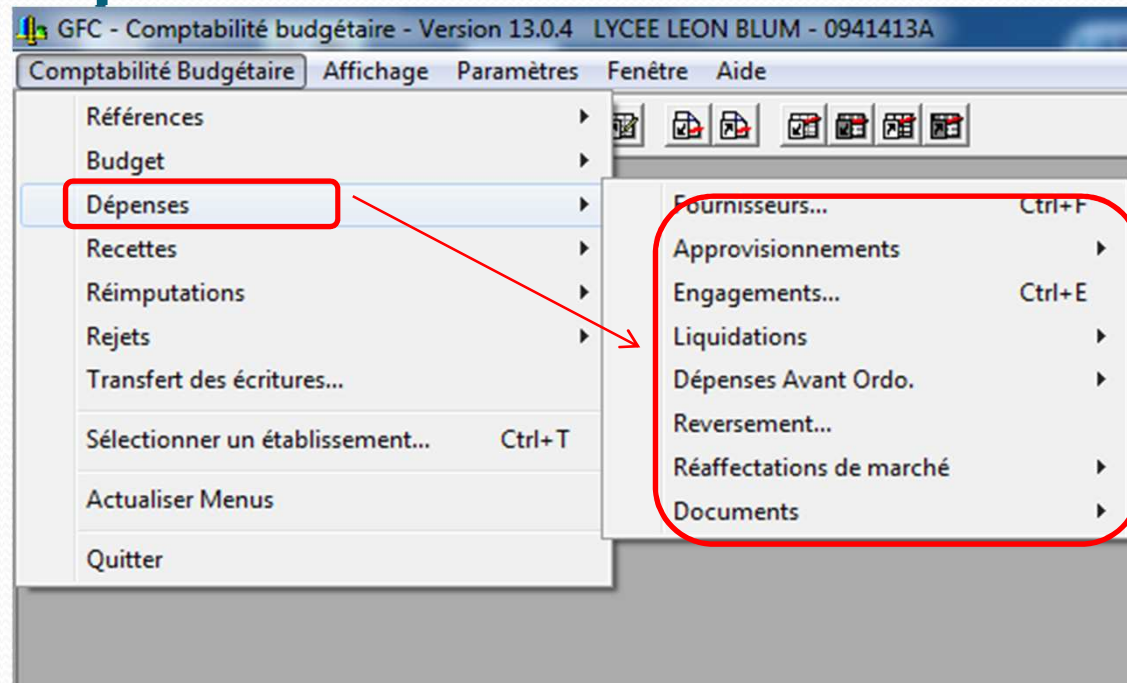 GFC - Comptabilité budgétaire - Version 13.0.4 LYCEE LEON BLUM - 0941413A
Comptabilité Budgétaire Affichage Paramètres Fenêtre Aide
Références
Budget
Dépenses
Recettes
Réimputations
Rejets
Transfert des écritures...
Sélectionner un établissement... Ctrl+T
Actualiser Menus
Quitter
Fournisseurs... Ctrl+F
Approvisionnements
Engagements... Ctrl+E
Liquidations
Dépenses Avant Ordo.
Reversement...
Réaffectations de marché
Documents